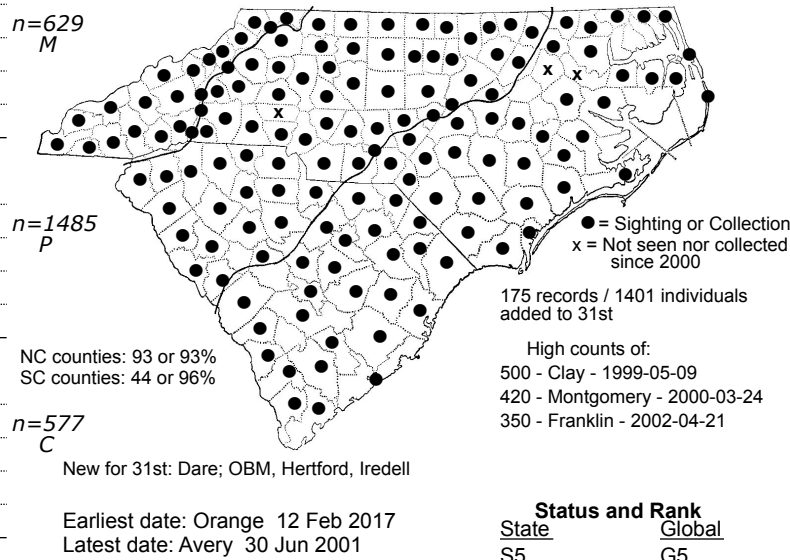 n=629
M
x
x
x
n=1485
P
● = Sighting or Collection
x = Not seen nor collected
since 2000
175 records / 1401 individuals
added to 31st
NC counties: 93 or 93%
SC counties: 44 or 96%
High counts of:
500 - Clay - 1999-05-09
420 - Montgomery - 2000-03-24
350 - Franklin - 2002-04-21
n=577
C
New for 31st: Dare; OBM, Hertford, Iredell
Earliest date: Orange 12 Feb 2017
Latest date: Avery 30 Jun 2001
Status and Rank
State Global
S5 G5